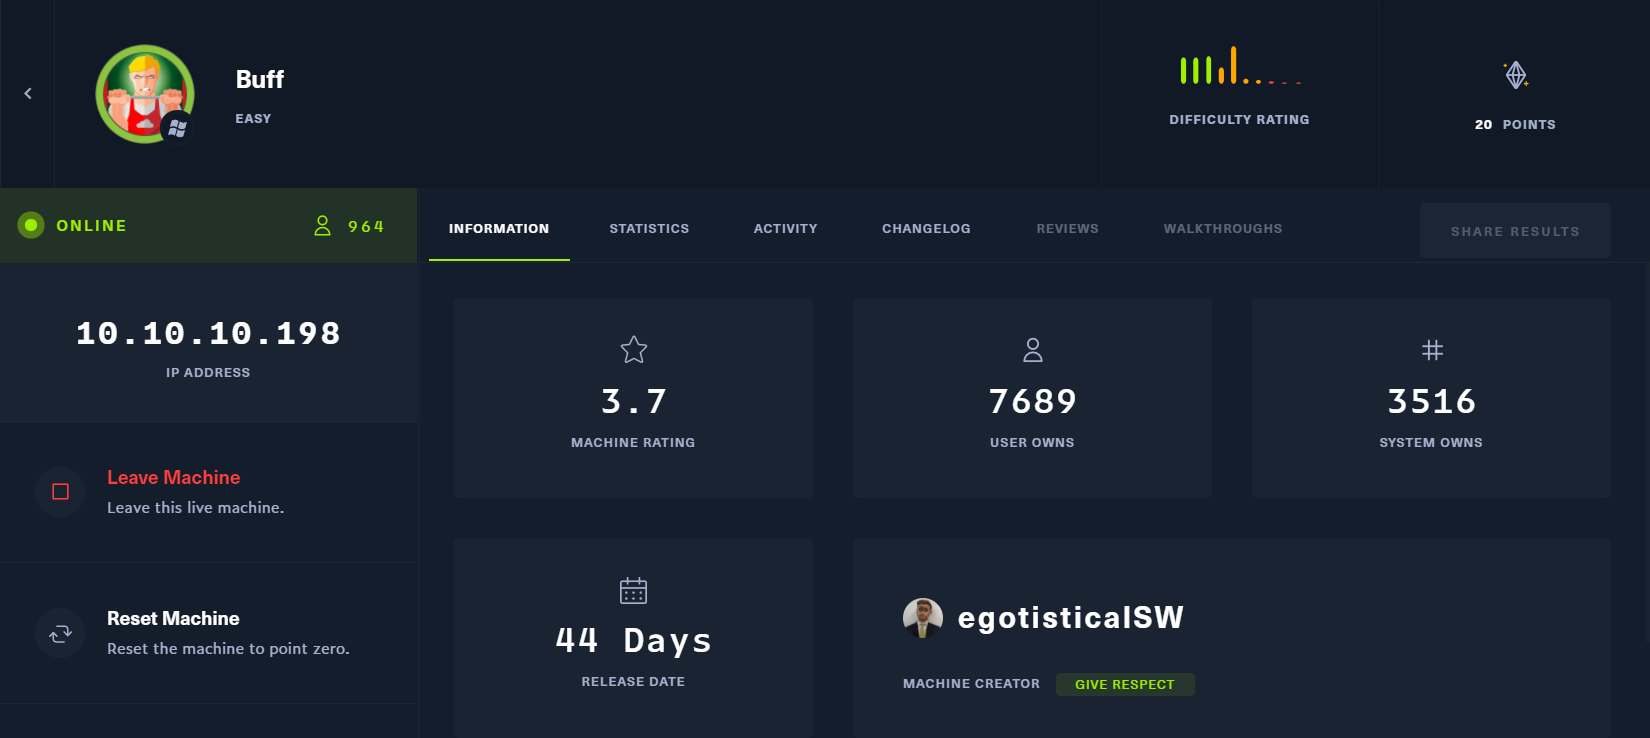 Buff
EASY
DIFFICULTY RATING
20 POINTS
ONLINE
964
INFORMATION
STATISTICS
ACTIVITY
CHANGELOG
REVIEWS
WALKTHROUGHS
SHARE RESULTS
10.10.10.198
IP ADDRESS
3.7
MACHINE RATING
7689
USER OWNS
3516
SYSTEM OWNS
Leave Machine
Leave this live machine.
44 Days
RELEASE DATE
egotisticalSW
MACHINE CREATOR
GIVE RESPECT
Reset Machine
Reset the machine to point zero.